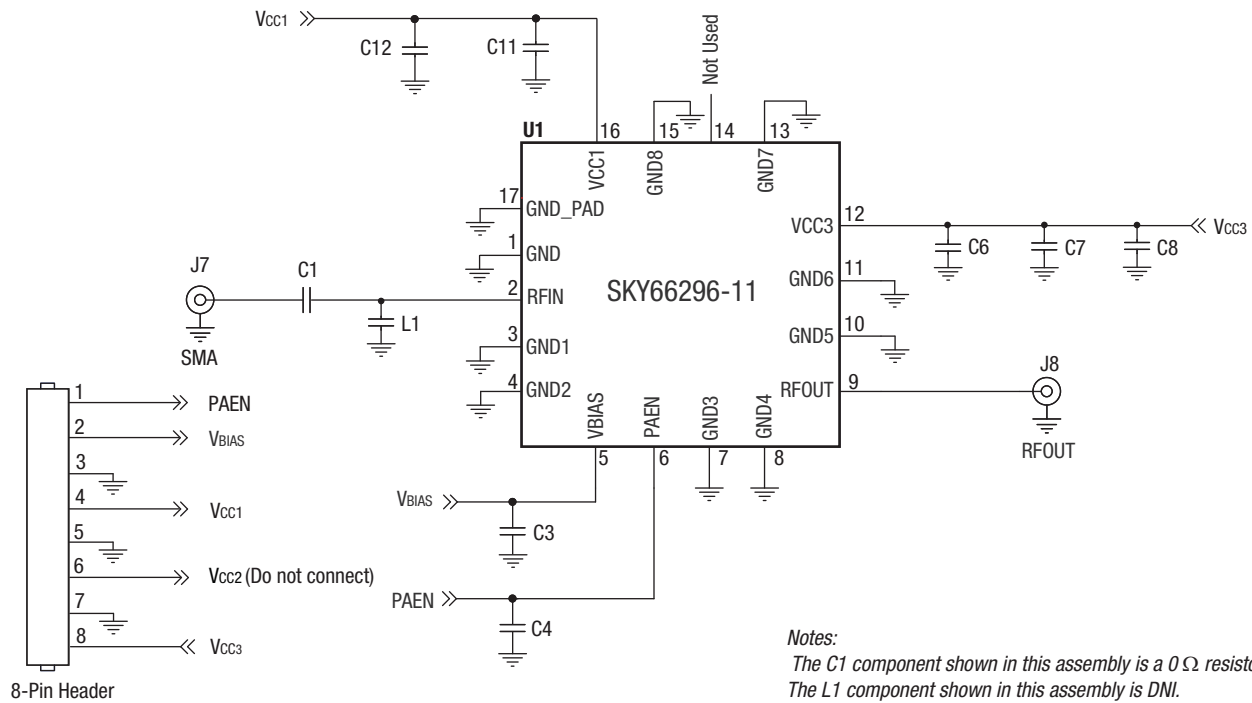 VCC1
C12
C11
Not Used
U1
16
15
14
13
VCC1
GND8
GND7
17
GND_PAD
1
GND
2
RFIN
3
GND1
4
GND2
SKY66296-11
VCC3
12
GND6
11
GND5
10
RFOUT
9
VBIAS
PAEN
GND3
GND4
5
6
7
8
C6
C7
C8
VCC3
J7
SMA
C1
L1
J8
RFOUT
VBIAS
C3
PAEN
C4
1
PAEN
2
VBIAS
3
4
VCC1
5
6
VCC2 (Do not connect)
7
8
VCC3
8-Pin Header
Notes:
The C1 component shown in this assembly is a 0 Ω resisto
The L1 component shown in this assembly is DNI.